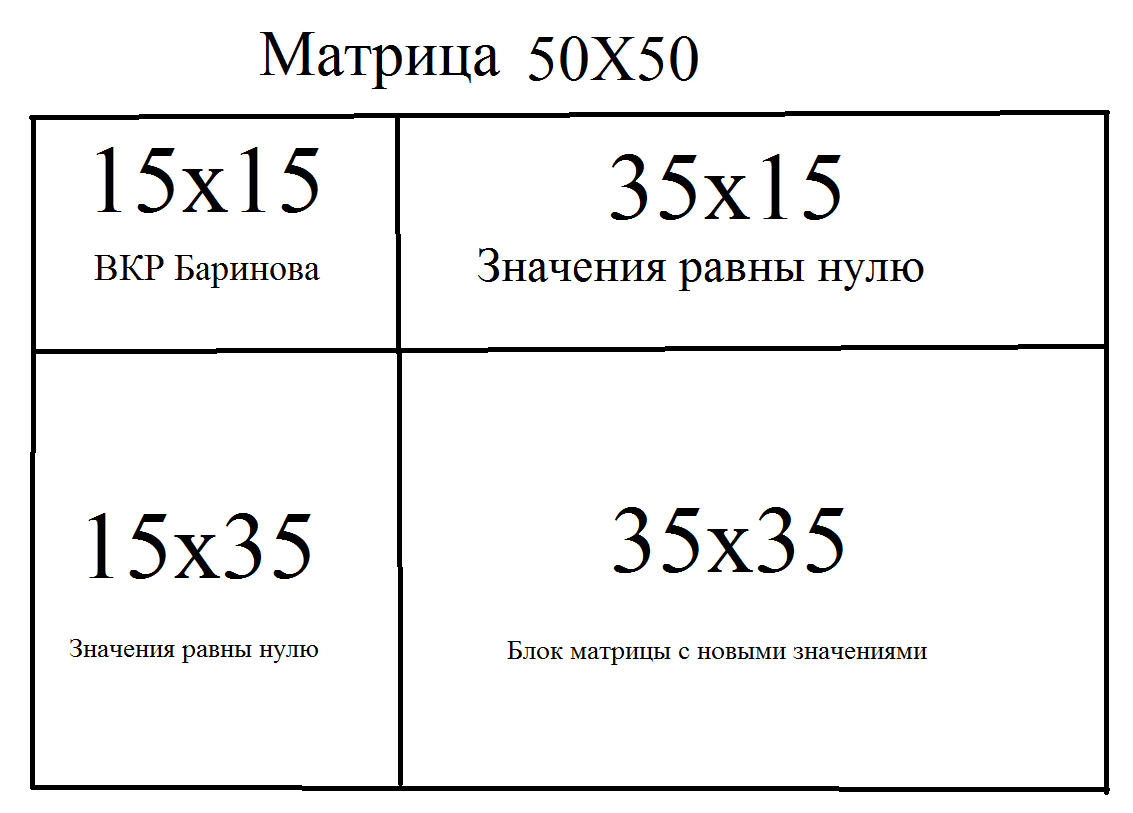 Матрица 50X50
15x15
ВКР Баринова
35x15
Значения равны нулю
15x35
Значения равны нулю
35x35
Блок матрицы с новыми значениями